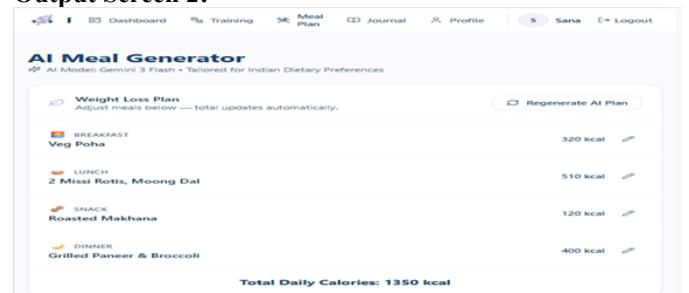 Output Screen 2:
F Dashboard Training Meal Plan Journal Profile S Sana Logout
AI Meal Generator
AI Model: Gemini 3 Flash • Tailored for Indian Dietary Preferences
Weight Loss Plan
Adjust meals below — total updates automatically.
Regenerate AI Plan
BREAKFAST
Veg Poha
320 kcal
LUNCH
2 Missi Rotis, Moong Dal
510 kcal
SNACK
Roasted Makhana
120 kcal
DINNER
Grilled Paneer & Broccoli
400 kcal
Total Daily Calories: 1350 kcal